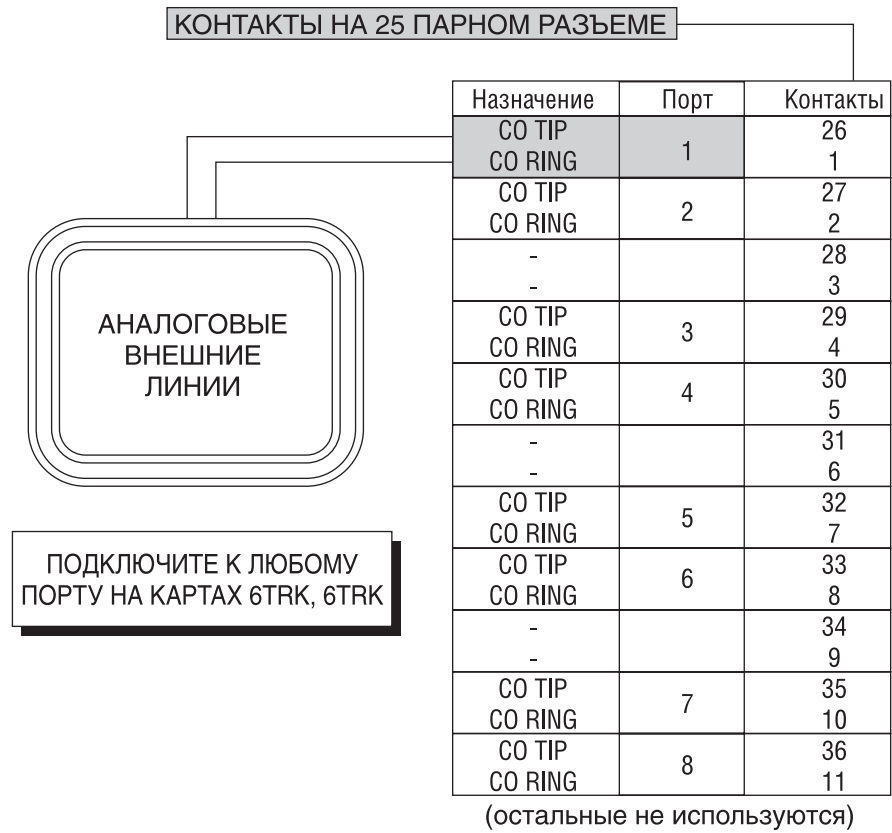 КОНТАКТЫ НА 25 ПАРНОМ РАЗЪЕМЕ
Назначение Порт Контакты
CO TIP 26
1
CO RING 1
CO TIP 27
2
CO RING 2
- 28
- 3
CO TIP 29
3
CO RING 4
CO TIP 30
4
CO RING 5
- 31
- 6
CO TIP 32
5
CO RING 7
CO TIP 33
6
CO RING 8
- 34
- 9
CO TIP 35
7
CO RING 10
CO TIP 36
8
CO RING 11
(остальные не используются)
АНАЛОГОВЫЕ
ВНЕШНИЕ
ЛИНИИ
ПОДКЛЮЧИТЕ К ЛЮБОМУ
ПОРТУ НА КАРТАХ 6TRK, 6TRK